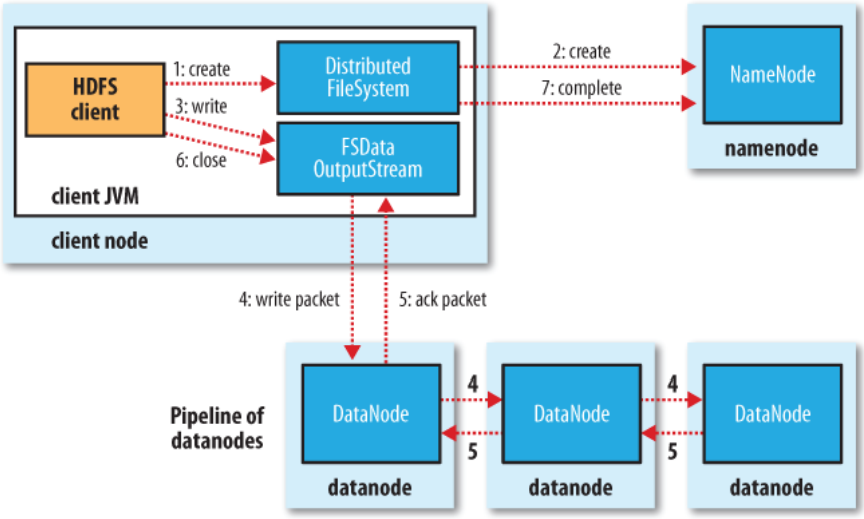 1: create
HDFS
client
3: write
6: close
Distributed
FileSystem
FSData
OutputStream
client JVM
client node
2: create
7: complete
NameNode
namenode
4: write packet
5: ack packet
Pipeline of
datanodes
DataNode
datanode
4
5
DataNode
datanode
4
5
DataNode
datanode